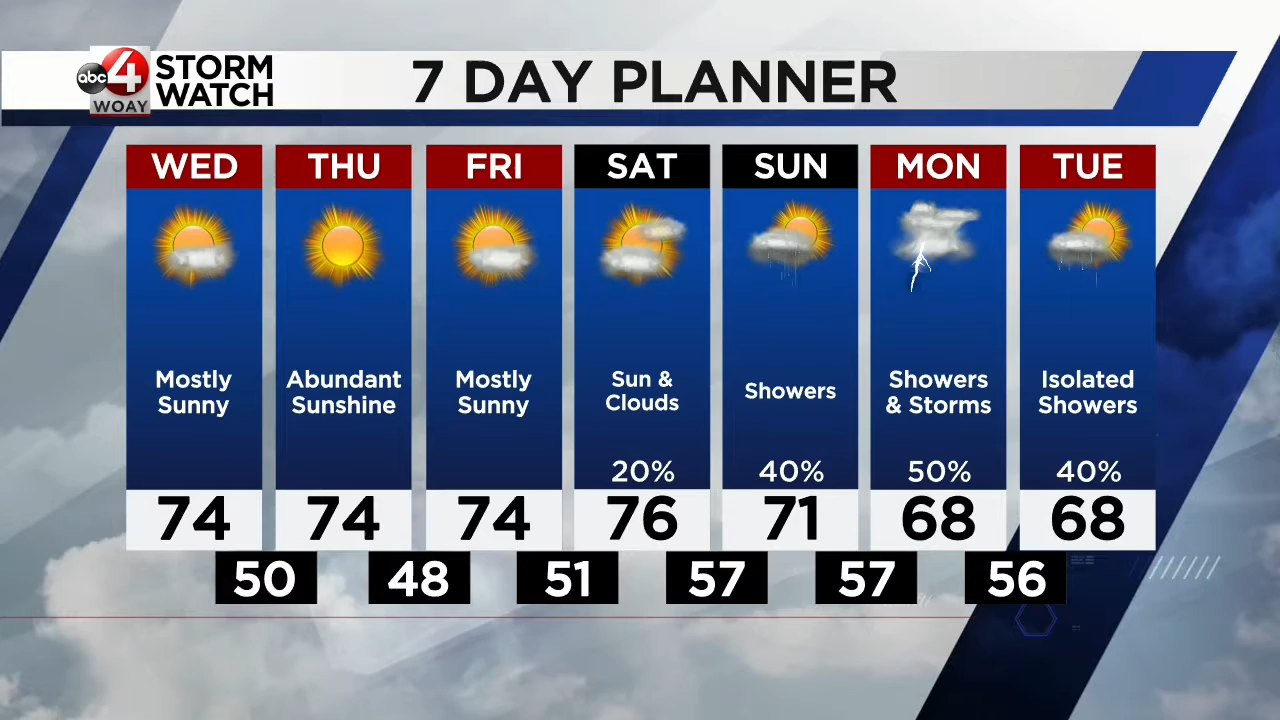 abc 4
WOAY
STORM
WATCH
7 DAY PLANNER
WED
Mostly
Sunny
74
THU
Abundant
Sunshine
74
FRI
Mostly
Sunny
74
SAT
Sun &
Clouds
20%
76
SUN
Showers
40%
71
MON
Showers
& Storms
50%
68
TUE
Isolated
Showers
40%
68
50
48
51
57
57
56